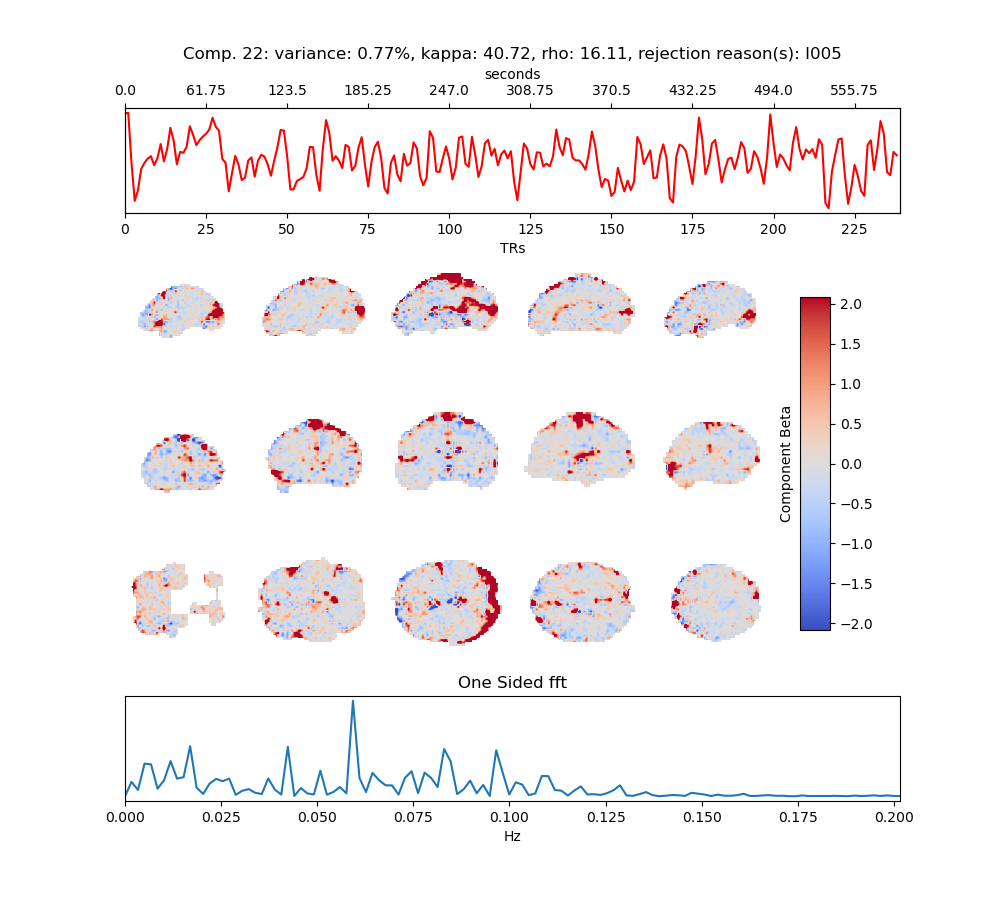 Comp. 22: variance: 0.77%, kappa: 40.72, rho: 16.11, rejection reason(s): I005
seconds
0.0 61.75 123.5 185.25 247.0 308.75 370.5 432.25 494.0 555.75
0 25 50 75 100 125 150 175 200 225
TRs
2.0
1.5
1.0
0.5
0.0
−0.5
−1.0
−1.5
−2.0
Component Beta
One Sided fft
0.000 0.025 0.050 0.075 0.100 0.125 0.150 0.175 0.200
Hz